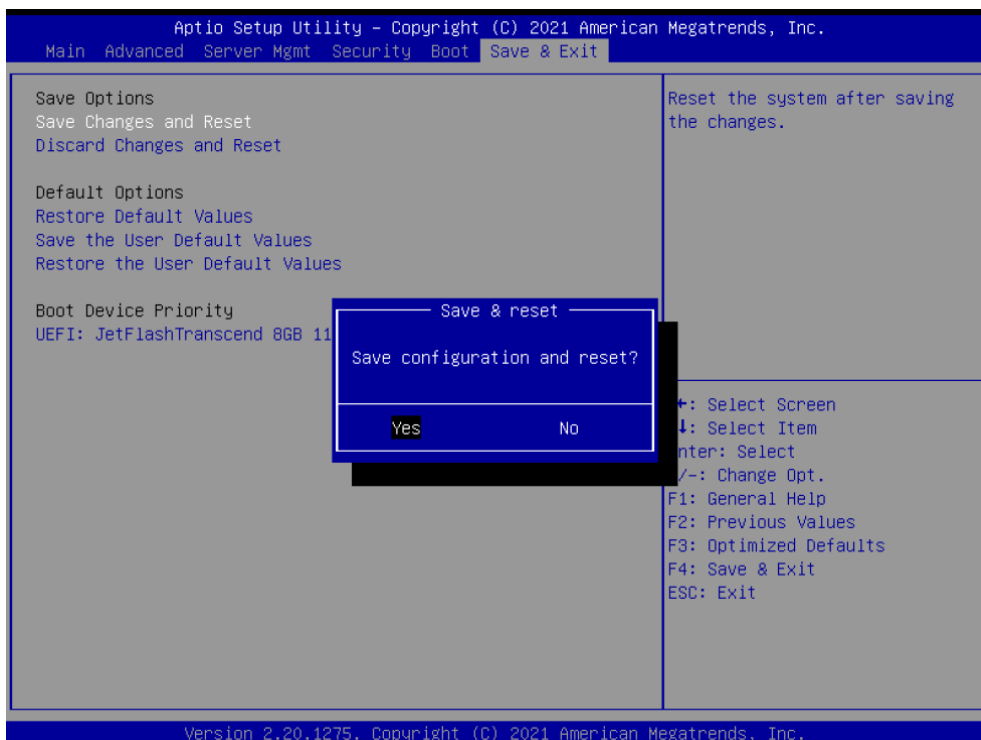 Aptio Setup Utility – Copyright (C) 2021 American Megatrends, Inc.
Main Advanced Server Mgmt Security Boot Save & Exit
Save Options
Save Changes and Reset
Discard Changes and Reset
Default Options
Restore Default Values
Save the User Default Values
Restore the User Default Values
Boot Device Priority
UEFI: JetFlashTranscend 8GB 11
Save & reset
Save configuration and reset?
Yes No
Reset the system after saving
the changes.
←: Select Screen
↓: Select Item
nter: Select
/-: Change Opt.
F1: General Help
F2: Previous Values
F3: Optimized Defaults
F4: Save & Exit
ESC: Exit
Version 2.20.1275. Copyright (C) 2021 American Megatrends, Inc.